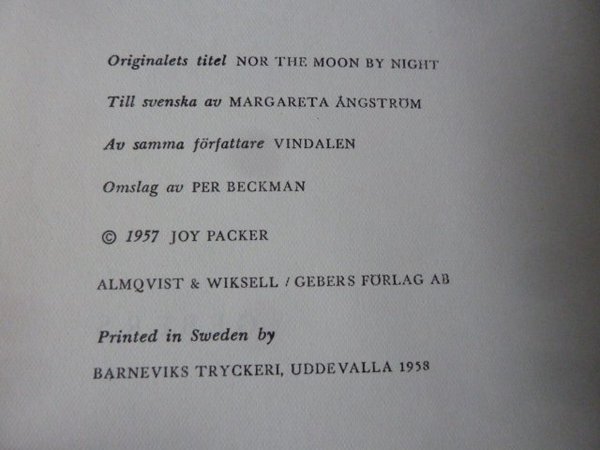 Originalets titel NOR THE MOON BY NIGHT
Till svenska av MARGARETA ÅNGSTRÖM
Av samma författare VINDALEN
Omslag av PER BECKMAN
© 1957 JOY PACKER
ALMQVIST & WIKSELL / GEBERS FÖRLAG AB
Printed in Sweden by
BARNEVIKS TRYCKERI, UDDEVALLA 1958